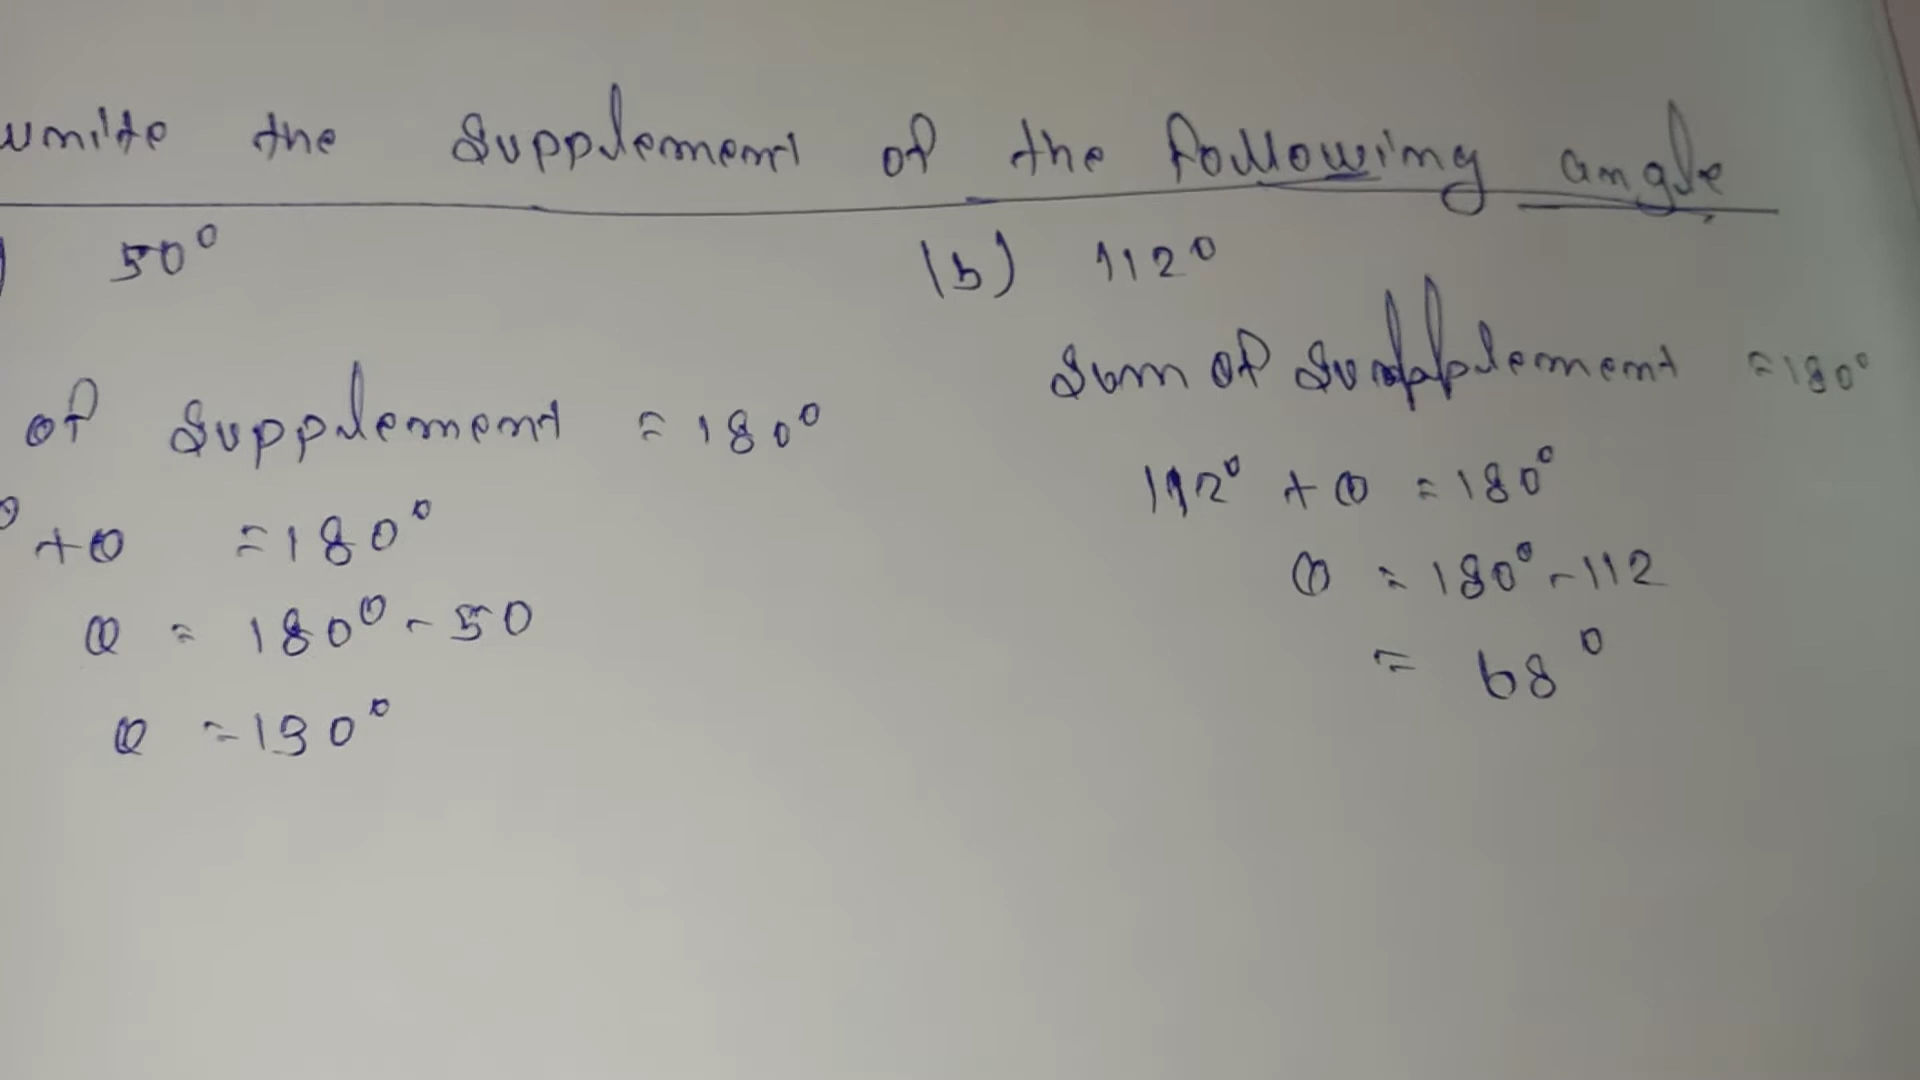 write the supplement of the following angle
) 50°
(b) 112°
of supplement = 180°
° + θ = 180°
θ = 180° - 50
θ = 130°
sum of supplement = 180°
112° + θ = 180°
θ = 180° - 112
= 68°